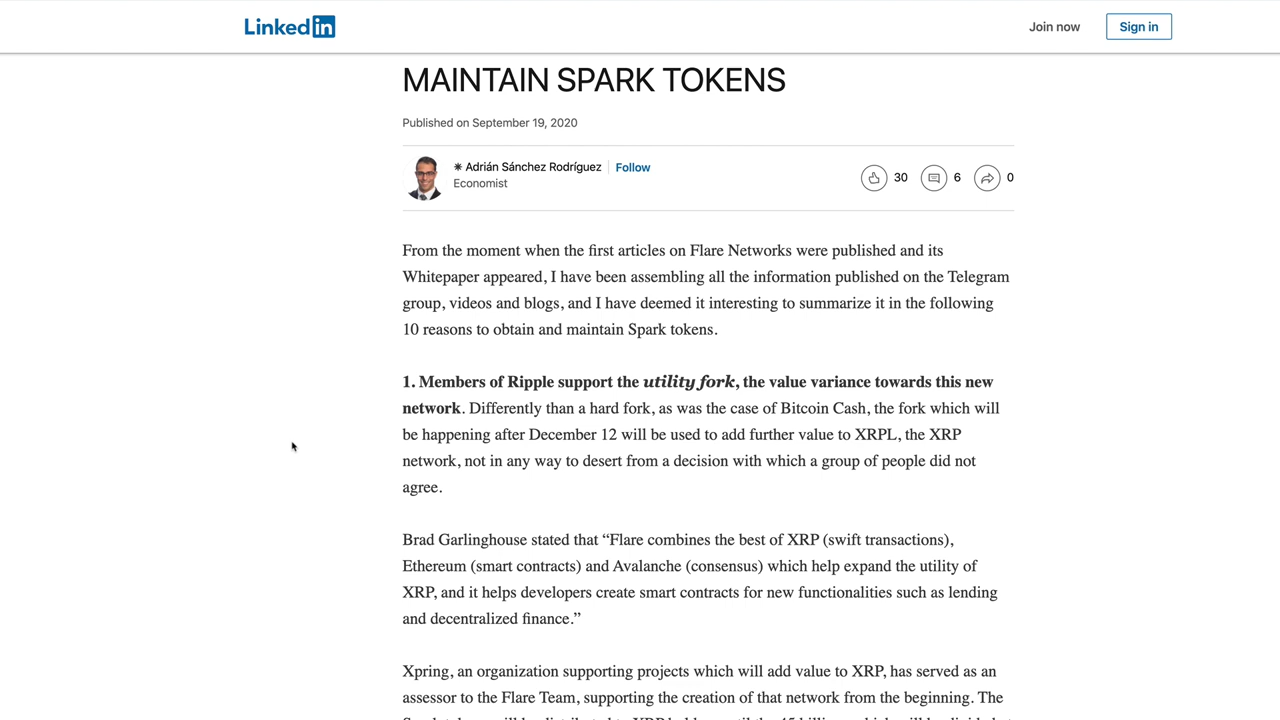 Linked in
Join now
Sign in
MAINTAIN SPARK TOKENS
Published on September 19, 2020
✳ Adrián Sánchez Rodríguez
Follow
Economist
30
6
0
From the moment when the first articles on Flare Networks were published and its
Whitepaper appeared, I have been assembling all the information published on the Telegram
group, videos and blogs, and I have deemed it interesting to summarize it in the following
10 reasons to obtain and maintain Spark tokens.
1. Members of Ripple support the utility fork, the value variance towards this new
network. Differently than a hard fork, as was the case of Bitcoin Cash, the fork which will
be happening after December 12 will be used to add further value to XRPL, the XRP
network, not in any way to desert from a decision with which a group of people did not
agree.
Brad Garlinghouse stated that “Flare combines the best of XRP (swift transactions),
Ethereum (smart contracts) and Avalanche (consensus) which help expand the utility of
XRP, and it helps developers create smart contracts for new functionalities such as lending
and decentralized finance.”
Xpring, an organization supporting projects which will add value to XRP, has served as an
assessor to the Flare Team, supporting the creation of that network from the beginning. The